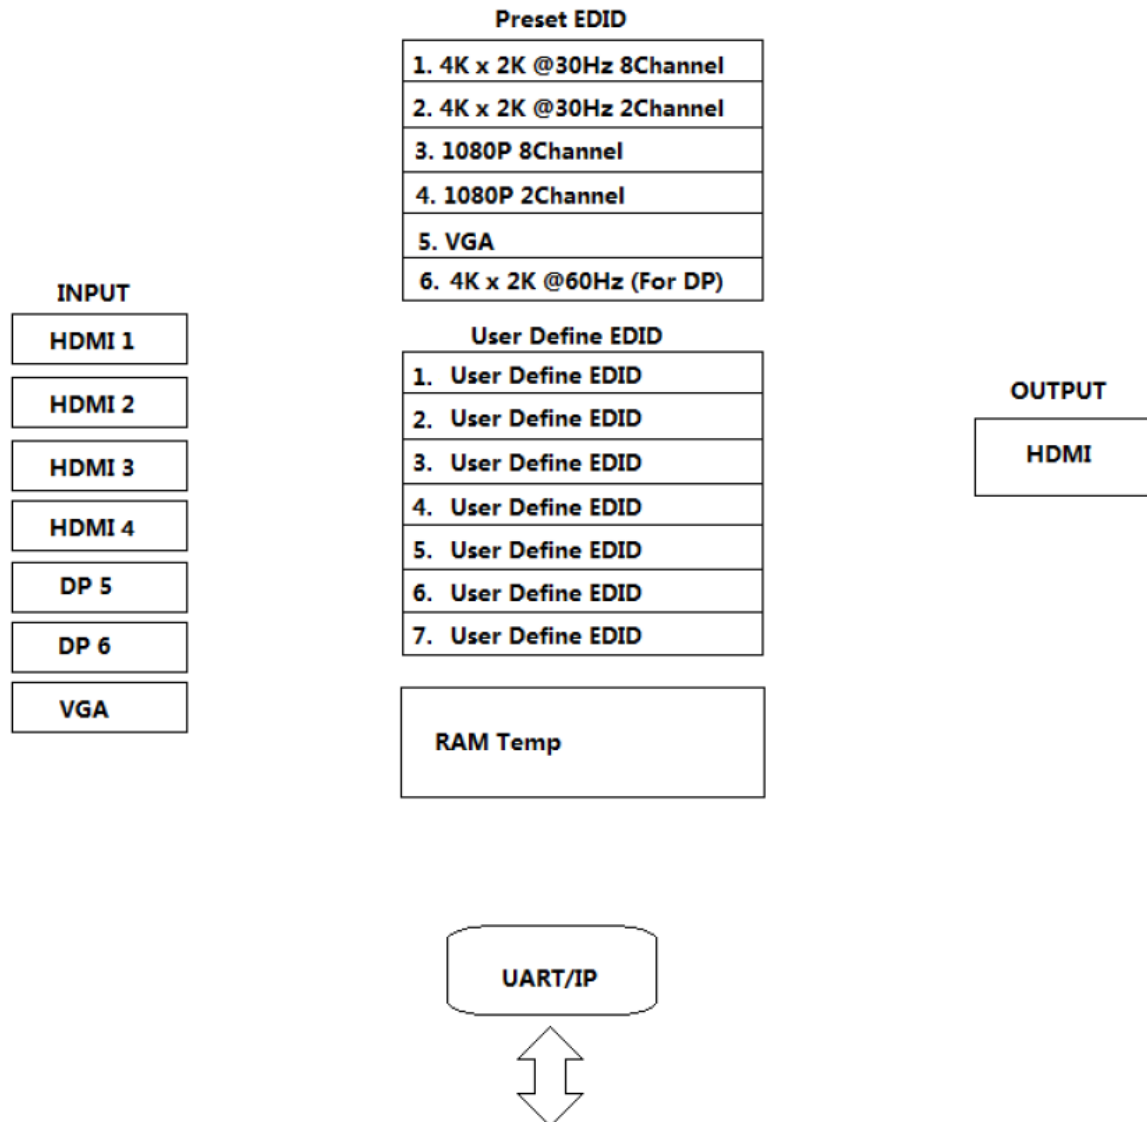 Preset EDID
1. 4K x 2K @30Hz 8Channel
2. 4K x 2K @30Hz 2Channel
3. 1080P 8Channel
4. 1080P 2Channel
5. VGA
6. 4K x 2K @60Hz (For DP)
INPUT
HDMI 1
HDMI 2
HDMI 3
HDMI 4
DP 5
DP 6
VGA
User Define EDID
1. User Define EDID
2. User Define EDID
3. User Define EDID
4. User Define EDID
5. User Define EDID
6. User Define EDID
7. User Define EDID
RAM Temp
OUTPUT
HDMI
UART/IP